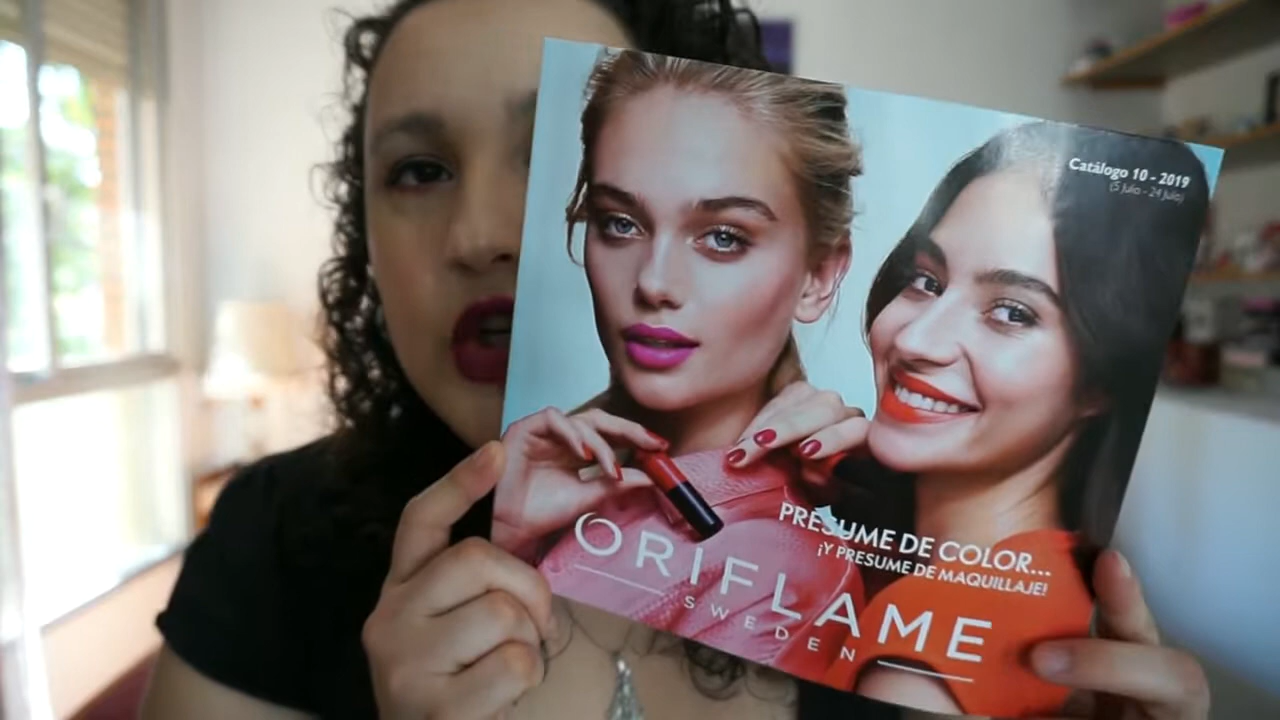 Catálogo 10 - 2019
(5 Julio - 24 Julio)
PRESUME DE COLOR...
¡Y PRESUME DE MAQUILLAJE!
ORIFLAME
SWEDEN